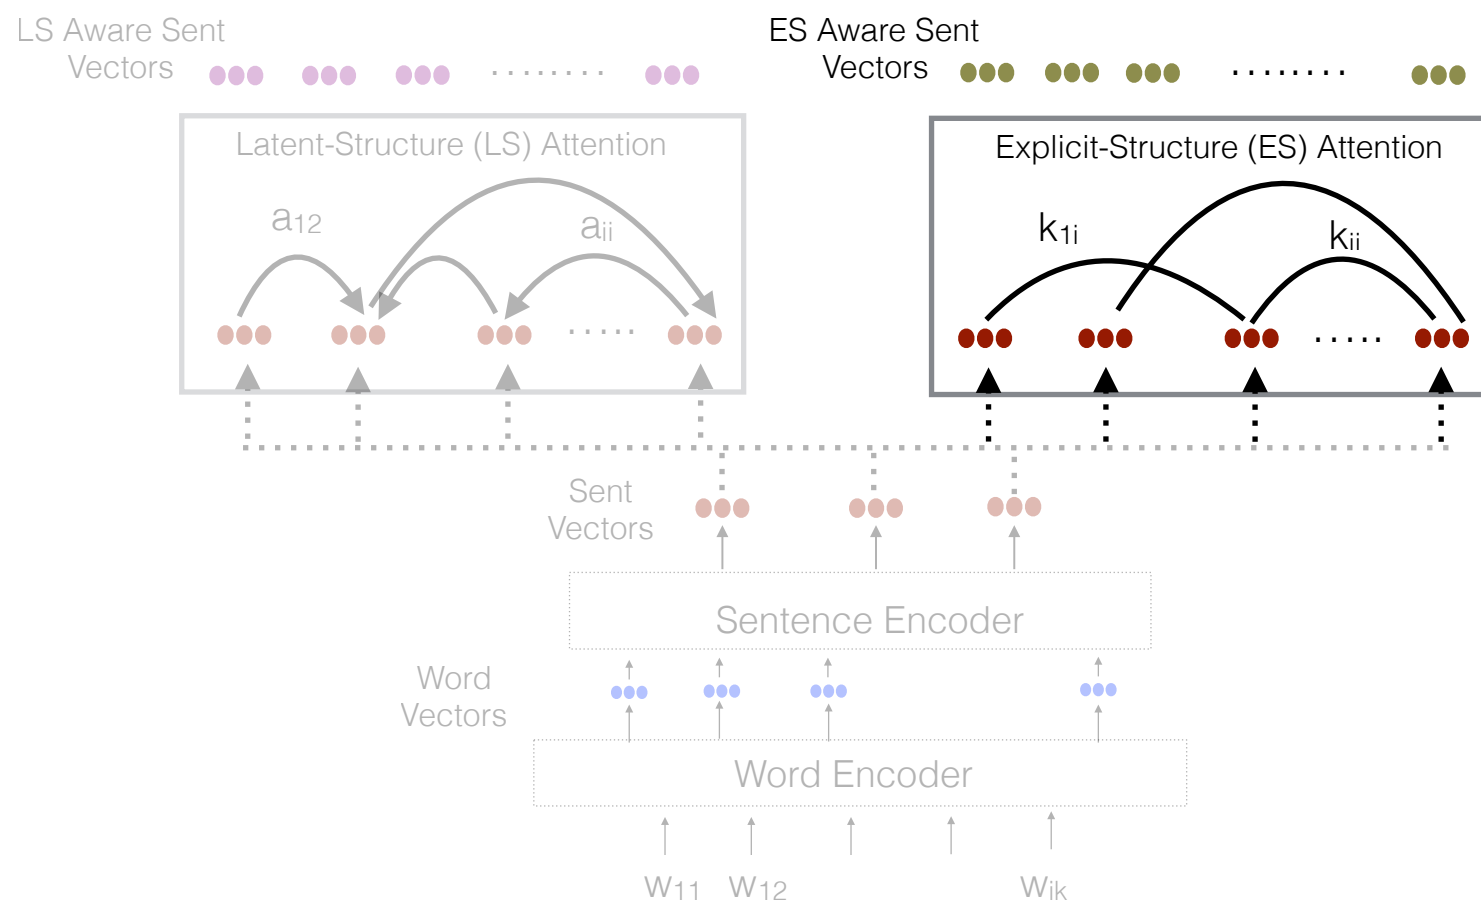 LS Aware Sent
Vectors
ES Aware Sent
Vectors
Latent-Structure (LS) Attention
a12
aii
Explicit-Structure (ES) Attention
k1i
kii
Sent
Vectors
Sentence Encoder
Word
Vectors
Word Encoder
w11 w12 wik